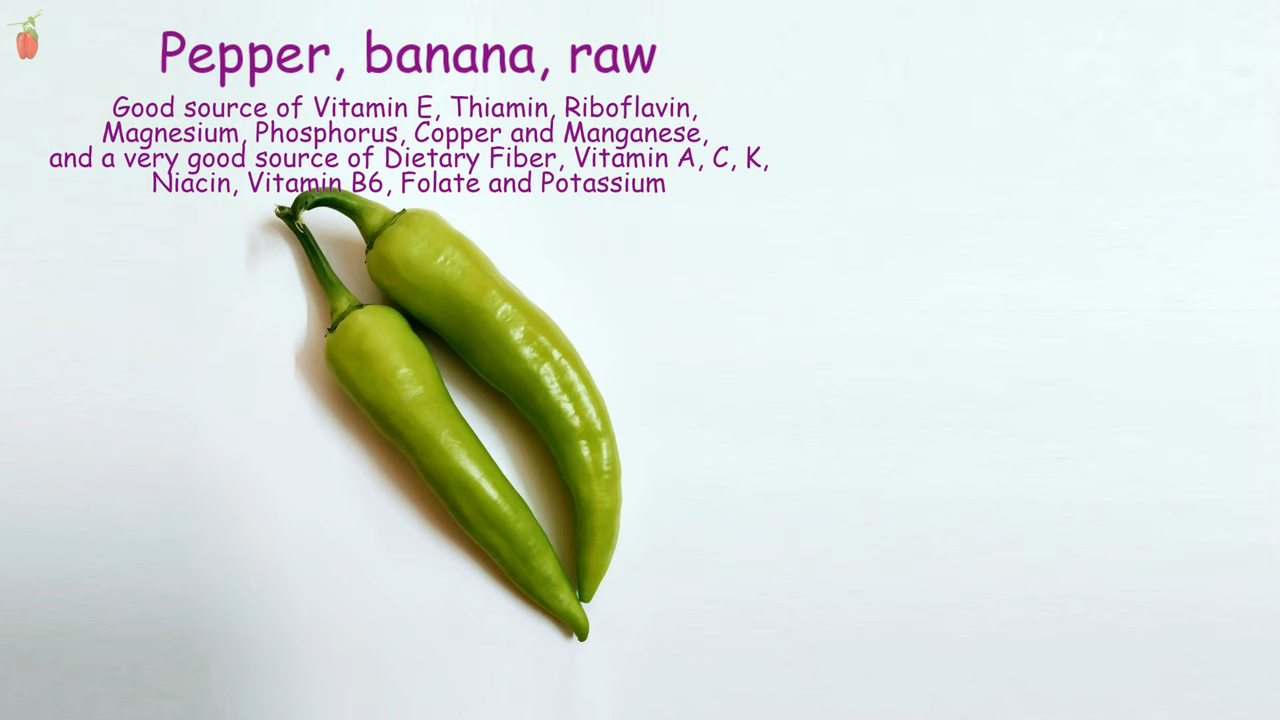 Pepper, banana, raw
Good source of Vitamin E, Thiamin, Riboflavin,
Magnesium, Phosphorus, Copper and Manganese,
and a very good source of Dietary Fiber, Vitamin A, C, K,
Niacin, Vitamin B6, Folate and Potassium